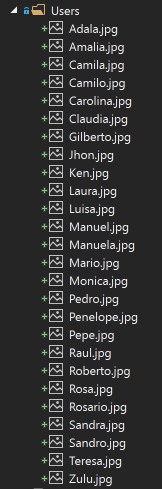 Users
Adala.jpg
Amalia.jpg
Camila.jpg
Camilo.jpg
Carolina.jpg
Claudia.jpg
Gilberto.jpg
Jhon.jpg
Ken.jpg
Laura.jpg
Luisa.jpg
Manuel.jpg
Manuela.jpg
Mario.jpg
Monica.jpg
Pedro.jpg
Penelope.jpg
Pepe.jpg
Raul.jpg
Roberto.jpg
Rosa.jpg
Rosario.jpg
Sandra.jpg
Sandro.jpg
Teresa.jpg
Zulu.jpg